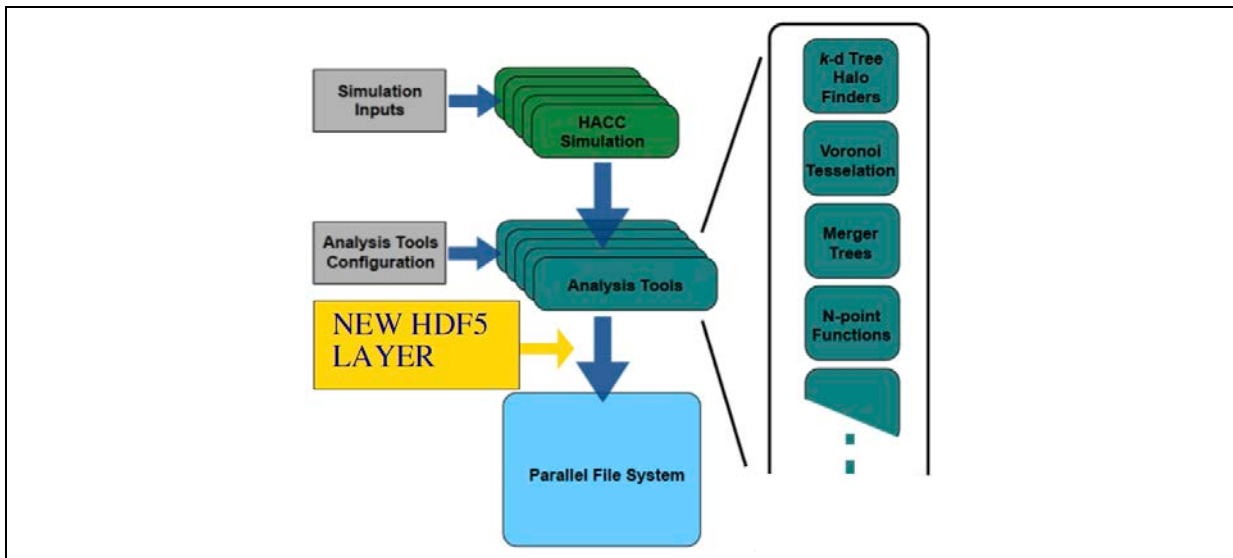 Simulation
Inputs
HACC
Simulation
Analysis Tools
Configuration
Analysis Tools
NEW HDF5
LAYER
Parallel File System
k-d Tree
Halo
Finders
Voronoi
Tesselation
Merger
Trees
N-point
Functions